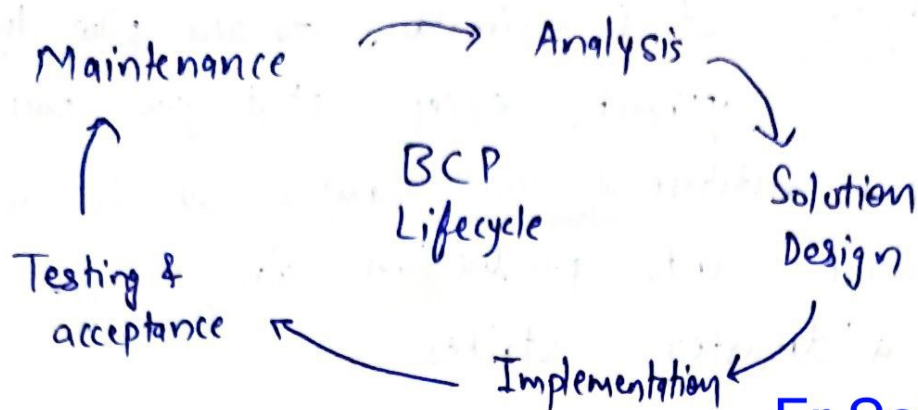 Maintenance
Analysis
BCP
Lifecycle
Solution
Design
Testing &
acceptance
Implementation